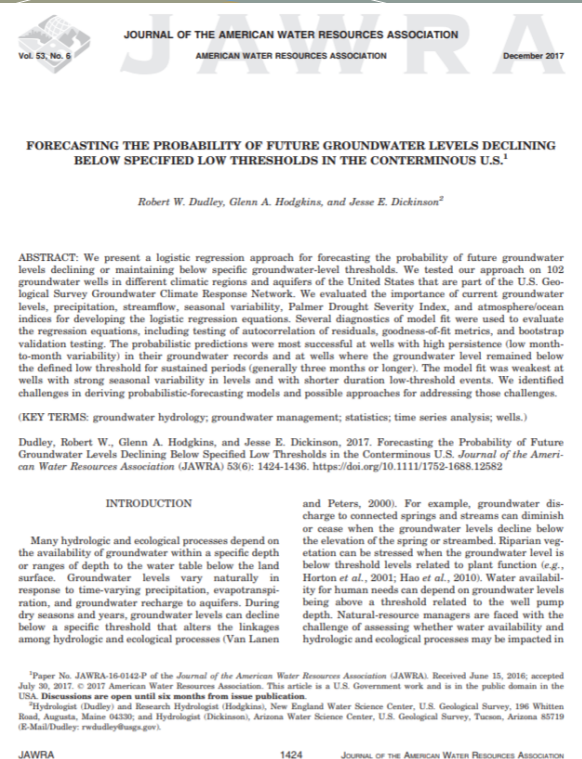 JOURNAL OF THE AMERICAN WATER RESOURCES ASSOCIATION
JAWRA
Vol. 53, No. 6 AMERICAN WATER RESOURCES ASSOCIATION December 2017
FORECASTING THE PROBABILITY OF FUTURE GROUNDWATER LEVELS DECLINING
BELOW SPECIFIED LOW THRESHOLDS IN THE CONTERMINOUS U.S.¹
Robert W. Dudley, Glenn A. Hodgkins, and Jesse E. Dickinson²
ABSTRACT: We present a logistic regression approach for forecasting the probability of future groundwater
levels declining or maintaining below specific groundwater-level thresholds. We tested our approach on 102
groundwater wells in different climatic regions and aquifers of the United States that are part of the U.S. Geo-
logical Survey Groundwater Climate Response Network. We evaluated the importance of current groundwater
levels, precipitation, streamflow, seasonal variability, Palmer Drought Severity Index, and atmosphere/ocean
indices for developing the logistic regression equations. Several diagnostics of model fit were used to evaluate
the regression equations, including testing of autocorrelation of residuals, goodness-of-fit metrics, and bootstrap
validation testing. The probabilistic predictions were most successful at wells with high persistence (low month-
to-month variability) in their groundwater records and at wells where the groundwater level remained below
the defined low threshold for sustained periods (generally three months or longer). The model fit was weakest at
wells with strong seasonal variability in levels and with shorter duration low-threshold events. We identified
challenges in deriving probabilistic-forecasting models and possible approaches for addressing those challenges.
(KEY TERMS: groundwater hydrology; groundwater management; statistics; time series analysis; wells.)
Dudley, Robert W., Glenn A. Hodgkins, and Jesse E. Dickinson, 2017. Forecasting the Probability of Future
Groundwater Levels Declining Below Specified Low Thresholds in the Conterminous U.S. Journal of the Ameri-
can Water Resources Association (JAWRA) 53(6): 1424-1436. https://doi.org/10.1111/1752-1688.12582
INTRODUCTION
Many hydrologic and ecological processes depend on
the availability of groundwater within a specific depth
or ranges of depth to the water table below the land
surface. Groundwater levels vary naturally in
response to time-varying precipitation, evapotranspi-
ration, and groundwater recharge to aquifers. During
dry seasons and years, groundwater levels can decline
below a specific threshold that alters the linkages
among hydrologic and ecological processes (Van Lanen
and Peters, 2000). For example, groundwater dis-
charge to connected springs and streams can diminish
or cease when the groundwater levels decline below
the elevation of the spring or streambed. Riparian veg-
etation can be stressed when the groundwater level is
below threshold levels related to plant function (e.g.,
Horton et al., 2001; Hao et al., 2010). Water availabil-
ity for human needs can depend on groundwater levels
being above a threshold related to the well pump
depth. Natural-resource managers are faced with the
challenge of assessing whether water availability and
hydrologic and ecological processes may be impacted in
¹Paper No. JAWRA-16-0142-P of the Journal of the American Water Resources Association (JAWRA). Received June 15, 2016; accepted
July 30, 2017. © 2017 American Water Resources Association. This article is a U.S. Government work and is in the public domain in the
USA. Discussions are open until six months from issue publication.
²Hydrologist (Dudley) and Research Hydrologist (Hodgkins), New England Water Science Center, U.S. Geological Survey, 196 Whitten
Road, Augusta, Maine 04330; and Hydrologist (Dickinson), Arizona Water Science Center, U.S. Geological Survey, Tucson, Arizona 85719
(E-Mail/Dudley: rwdudley@usgs.gov).
JAWRA 1424 JOURNAL OF THE AMERICAN WATER RESOURCES ASSOCIATION